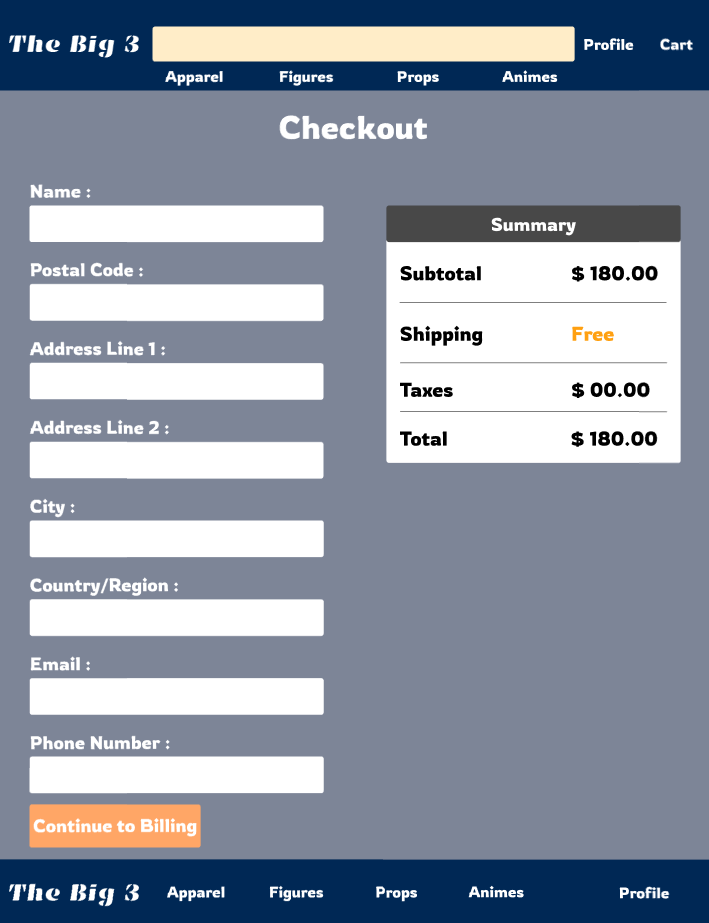 The Big 3
Profile Cart
Apparel Figures Props Animes
Checkout
Name :
Postal Code :
Address Line 1 :
Address Line 2 :
City :
Country/Region :
Email :
Phone Number :
Continue to Billing
Summary
Subtotal $ 180.00
Shipping Free
Taxes $ 00.00
Total $ 180.00
The Big 3 Apparel Figures Props Animes Profile